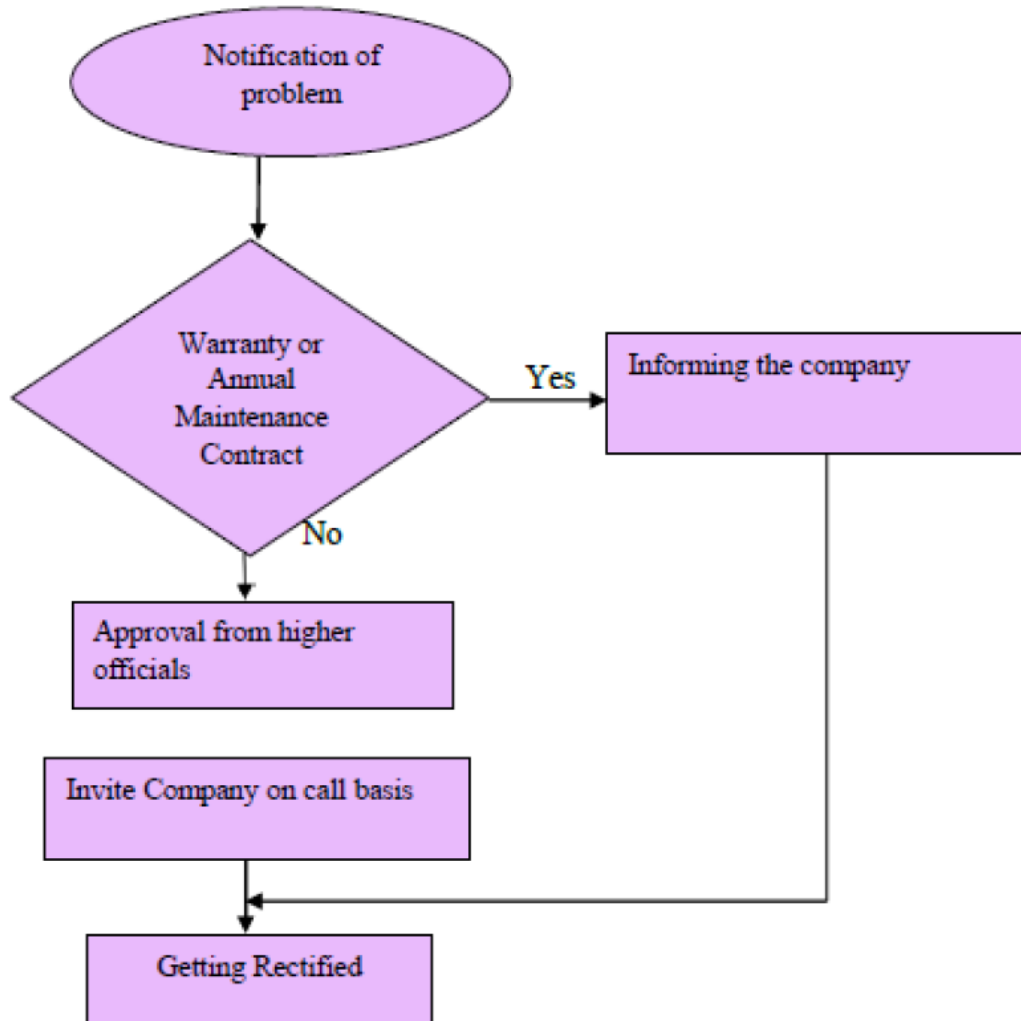 Notification of
problem
Warranty or
Annual
Maintenance
Contract
Yes
Informing the company
No
Approval from higher
officials
Invite Company on call basis
Getting Rectified